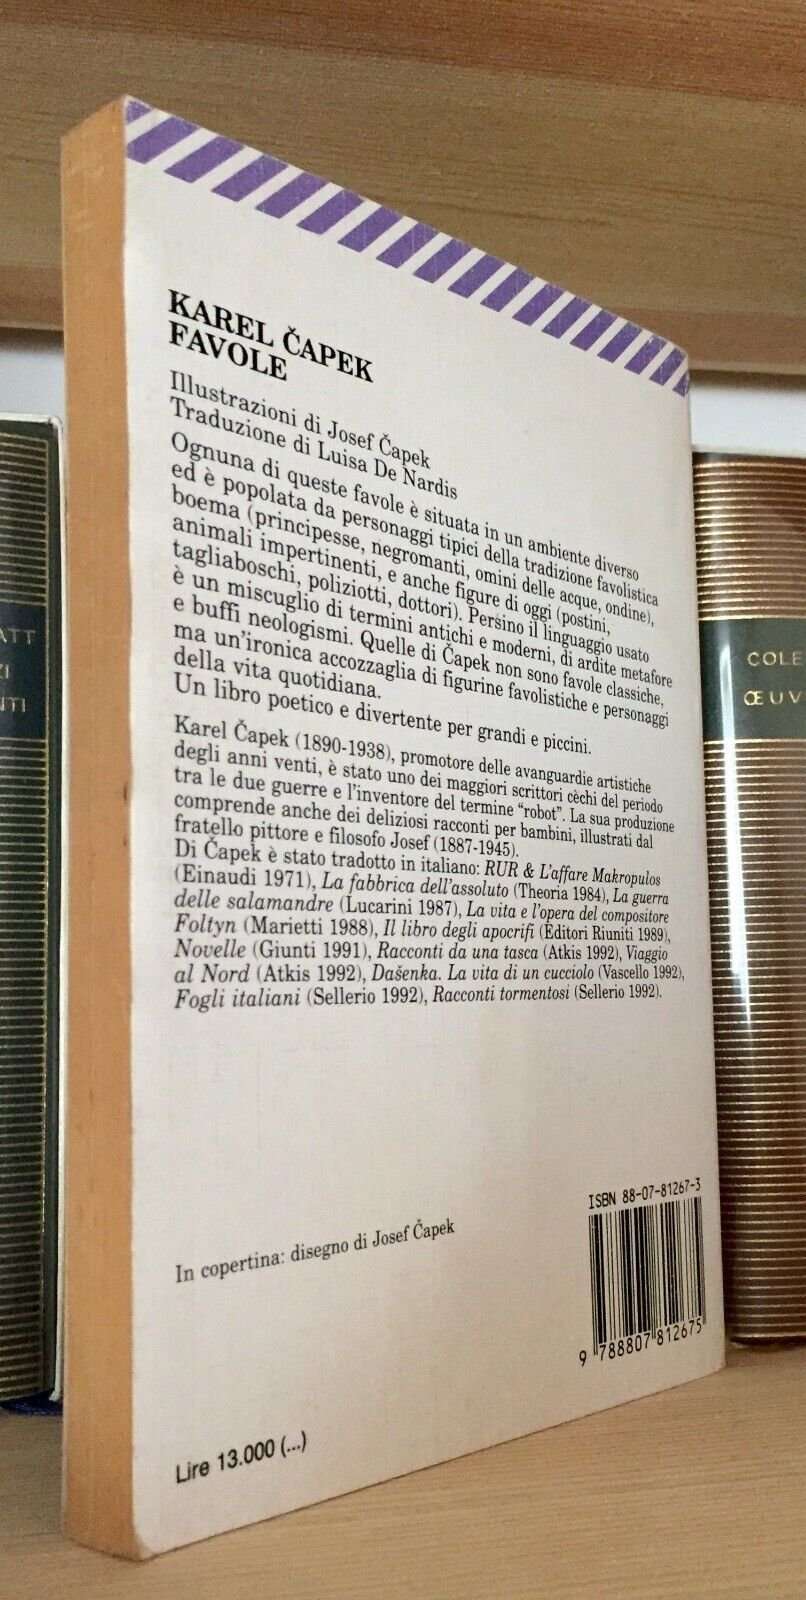 KAREL ČAPEK
FAVOLE
Illustrazioni di Josef Čapek
Traduzione di Luisa De Nardis
Ognuna di queste favole è situata in un ambiente diverso
ed è popolata da personaggi tipici della tradizione favolistica
boema (principesse, negromanti, omini delle acque, ondine),
animali impertinenti, e anche figure di oggi (postini,
tagliaboschi, poliziotti, dottori). Persino il linguaggio usato
è un miscuglio di termini antichi e moderni, di ardite metafore
e buffi neologismi. Quelle di Čapek non sono favole classiche,
ma un'ironica accozzaglia di figurine favolistiche e personaggi
della vita quotidiana.
Un libro poetico e divertente per grandi e piccini.
Karel Čapek (1890-1938), promotore delle avanguardie artistiche
degli anni venti, è stato uno dei maggiori scrittori cèchi del periodo
tra le due guerre e l'inventore del termine “robot”. La sua produzione
comprende anche dei deliziosi racconti per bambini, illustrati dal
fratello pittore e filosofo Josef (1887-1945).
Di Čapek è stato tradotto in italiano: RUR & L'affare Makropulos
(Einaudi 1971), La fabbrica dell'assoluto (Theoria 1984), La guerra
delle salamandre (Lucarini 1987), La vita e l'opera del compositore
Foltyn (Marietti 1988), Il libro degli apocrifi (Editori Riuniti 1989),
Novelle (Giunti 1991), Racconti da una tasca (Atkis 1992), Viaggio
al Nord (Atkis 1992), Dašenka. La vita di un cucciolo (Vascello 1992),
Fogli italiani (Sellerio 1992), Racconti tormentosi (Sellerio 1992).
In copertina: disegno di Josef Čapek
ISBN 88-07-81267-3
9 788807 812675
Lire 13.000 (...)
COLE
ŒUV